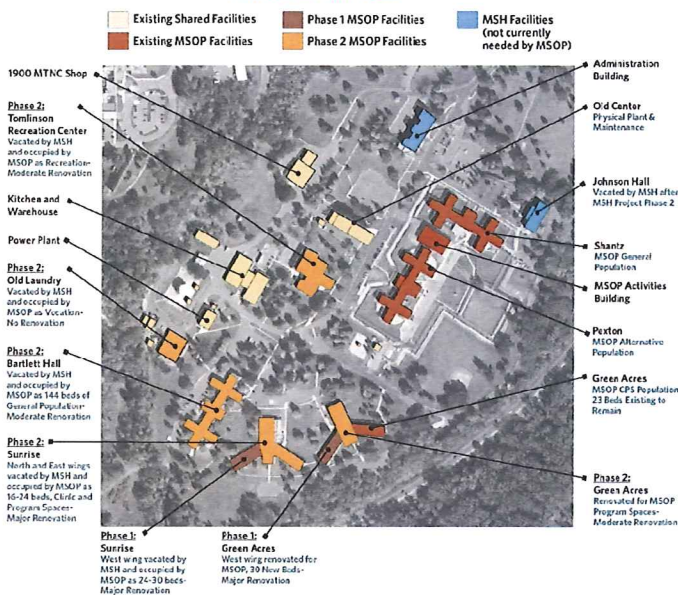 Existing Shared Facilities
Existing MSOP Facilities
Phase 1 MSOP Facilities
Phase 2 MSOP Facilities
MSH Facilities
(not currently
needed by MSOP)
1900 MTNC Shop
Phase 2:
Tomlinson
Recreation Center
Vacated by MSH
and occupied by
MSOP as Recreation-
Moderate Renovation
Kitchen and
Warehouse
Power Plant
Phase 2:
Old Laundry
Vacated by MSH
and occupied by
MSOP as Vocation-
No Renovation
Phase 2:
Bartlett Hall
Vacated by MSH
and occupied by
MSOP as 144 beds of
General Population-
Moderate Renovation
Phase 2:
Sunrise
North and East wings
vacated by MSH and
occupied by MSOP as
16-24 beds, Clinic and
Program Spaces-
Major Renovation
Phase 1:
Sunrise
West wing vacated by
MSH and occupied by
MSOP as 24-30 beds-
Major Renovation
Phase 1:
Green Acres
West wing renovated for
MSOP, 30 New Beds-
Major Renovation
Administration
Building
Old Center
Physical Plant &
Maintenance
Johnson Hall
Vacated by MSH after
MSH Project Phase 2
Shantz
MSOP General
Population
MSOP Activities
Building
Pexton
MSOP Alternative
Population
Green Acres
MSOP CPS Population
23 Beds Existing to
Remain
Phase 2:
Green Acres
Renovated for MSOP
Program Spaces-
Moderate Renovation